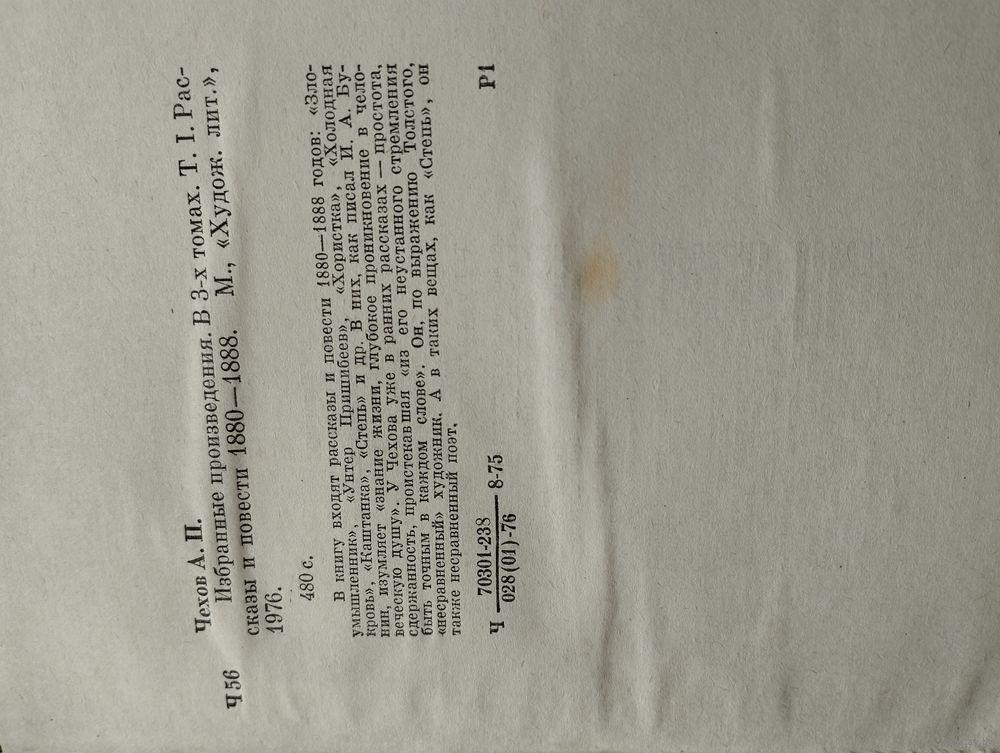 Чехов А. П.
Ч 56 Избранные произведения. В 3-х томах. Т. I. Рас-
сказы и повести 1880—1888. М., «Худож. лит.»,
1976.
480 с.
В книгу входят рассказы и повести 1880—1888 годов: «Зло-
умышленник», «Унтер Пришибеев», «Хористка», «Холодная
кровь», «Каштанка», «Степь» и др. В них, как писал И. А. Бу-
нин, изумляет «знание жизни, глубокое проникновение в чело-
веческую душу». У Чехова уже в ранних рассказах — простота,
сдержанность, проистекавшая «из его неустанного стремления
быть точным в каждом слове». Он, по выражению Толстого,
«несравненный» художник. А в таких вещах, как «Степь», он
также несравненный поэт.
Ч 70301-238 8-75 Р1
028(01)-76